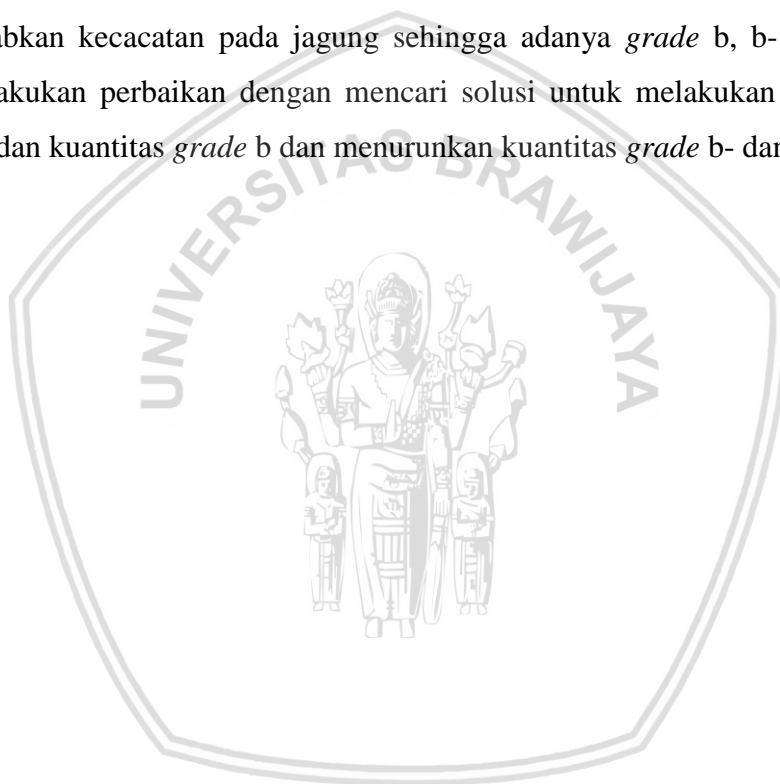 abkan kecacatan pada jagung sehingga adanya grade b, b-
akukan perbaikan dengan mencari solusi untuk melakukan
dan kuantitas grade b dan menurunkan kuantitas grade b- dan
UNIVERSITAS BRAWIJAYA